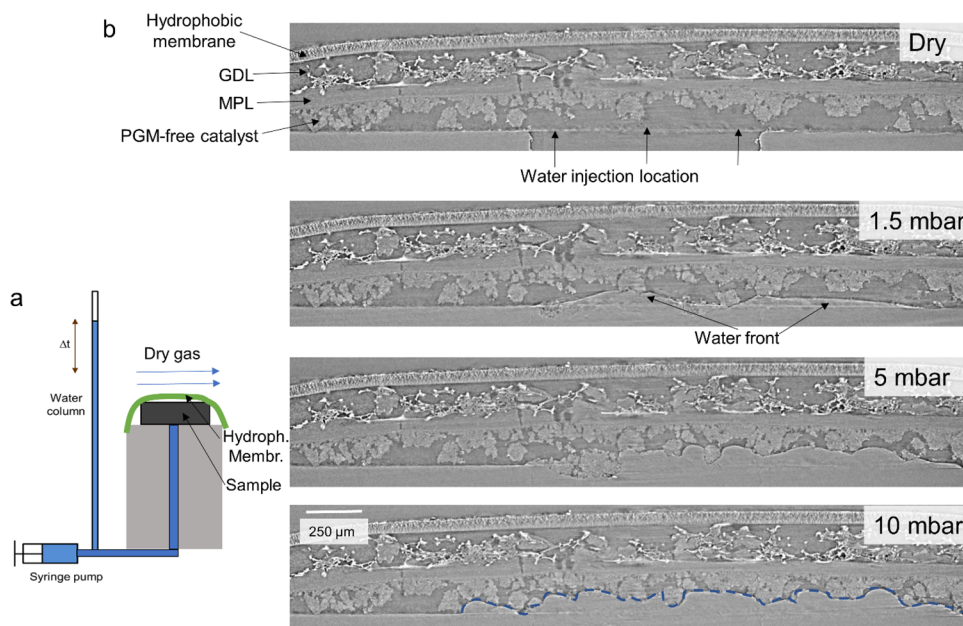 a
Δt
Water
column
Dry gas
Hydroph.
Membr.
Sample
Syringe pump
b
Hydrophobic
membrane
GDL
MPL
PGM-free catalyst
Dry
Water injection location
1.5 mbar
Water front
5 mbar
250 μm
10 mbar